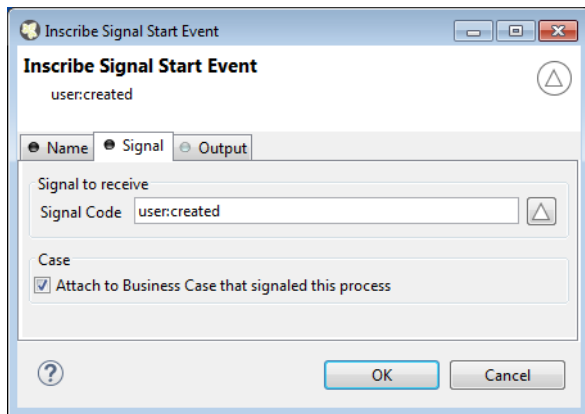 Inscribe Signal Start Event
Inscribe Signal Start Event
user:created
Name Signal Output
Signal to receive
Signal Code user:created
Case
Attach to Business Case that signaled this process
? OK Cancel